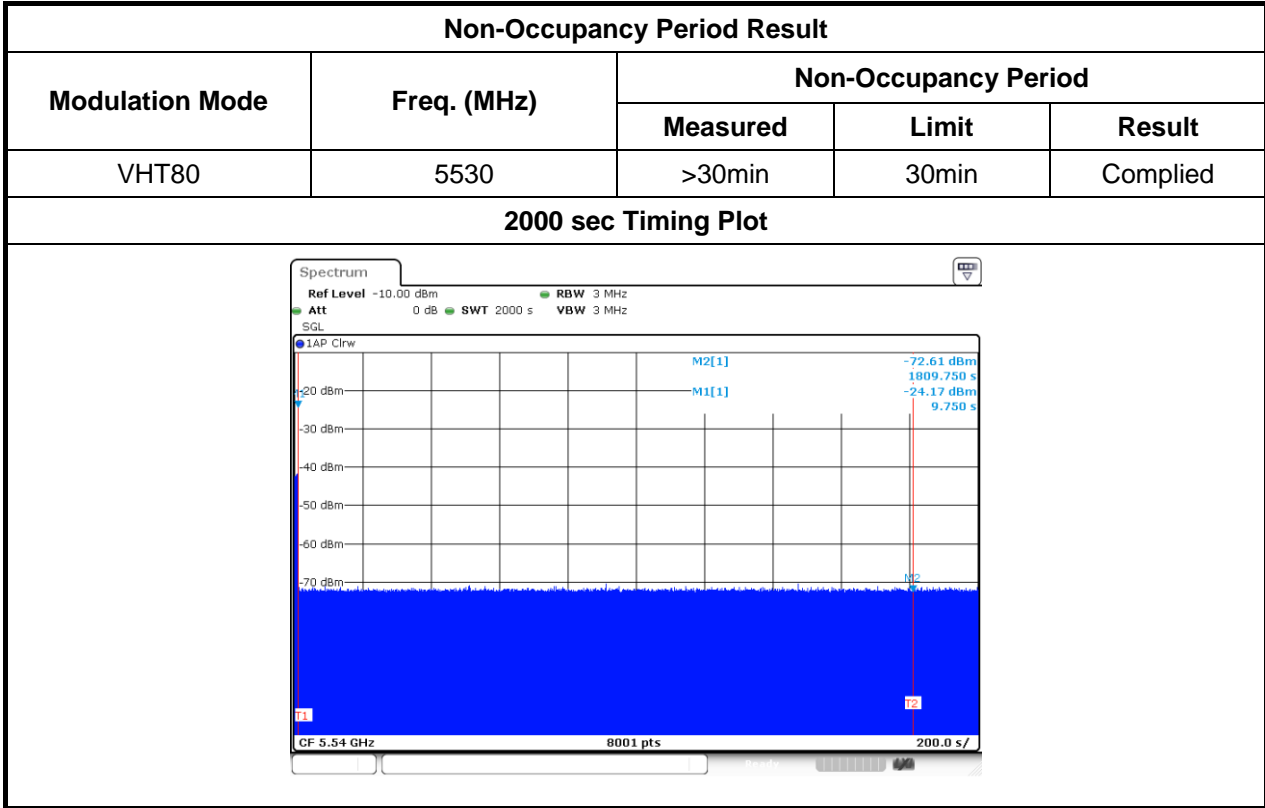 Non-Occupancy Period Result
Modulation Mode Freq. (MHz) Non-Occupancy Period
Measured Limit Result
VHT80 5530 >30min 30min Complied
2000 sec Timing Plot
Spectrum
Ref Level -10.00 dBm RBW 3 MHz
Att 0 dB SWT 2000 s VBW 3 MHz
SGL
1AP Clrw
M2[1] -72.61 dBm
1809.750 s
-20 dBm M1[1] -24.17 dBm
9.750 s
-30 dBm
-40 dBm
-50 dBm
-60 dBm
-70 dBm M2
T2
T1
CF 5.54 GHz 8001 pts 200.0 s/
Ready